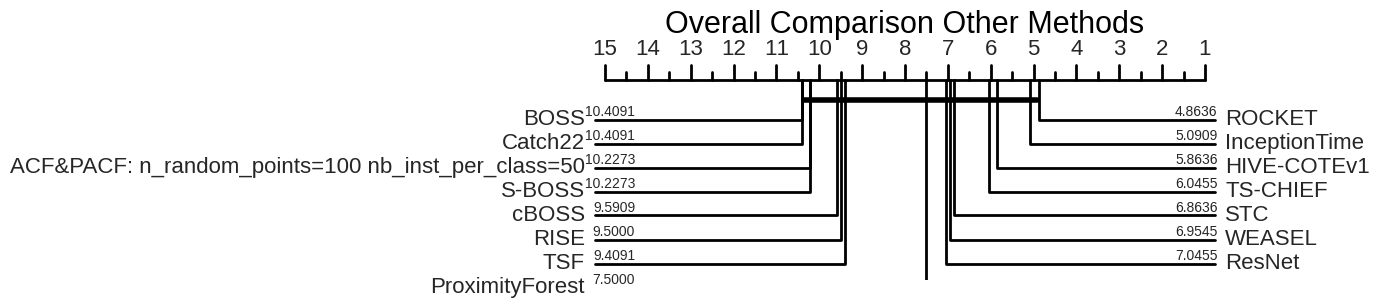 Overall Comparison Other Methods
15 14 13 12 11 10 9 8 7 6 5 4 3 2 1
BOSS 10.4091 4.8636 ROCKET
Catch22 10.4091 5.0909 InceptionTime
ACF&PACF: n_random_points=100 nb_inst_per_class=50 10.2273 5.8636 HIVE-COTEv1
S-BOSS 10.2273 6.0455 TS-CHIEF
cBOSS 9.5909 6.8636 STC
RISE 9.5000 6.9545 WEASEL
TSF 9.4091 7.0455 ResNet
ProximityForest 7.5000